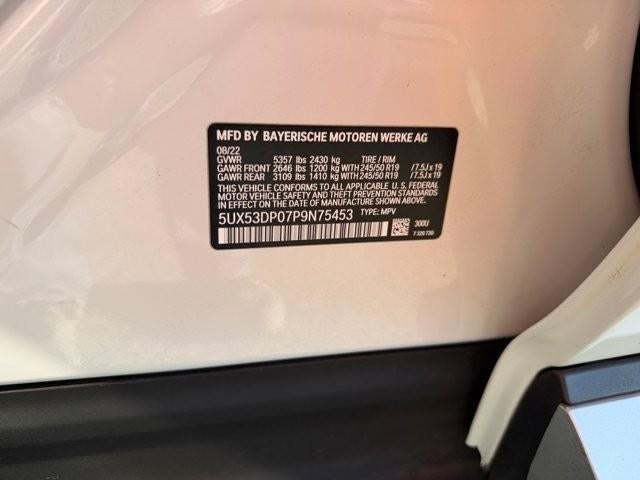 MFD BY BAYERISCHE MOTOREN WERKE AG
08/22
GVWR 5357 lbs 2430 kg TIRE / RIM
GAWR FRONT 2646 lbs 1200 kg WITH 245/50 R19 /7.5J x 19
GAWR REAR 3109 lbs 1410 kg WITH 245/50 R19 /7.5J x 19
THIS VEHICLE CONFORMS TO ALL APPLICABLE U. S. FEDERAL
MOTOR VEHICLE SAFETY AND THEFT PREVENTION STANDARDS
IN EFFECT ON THE DATE OF MANUFACTURE SHOWN ABOVE.
5UX53DP07P9N75453 TYPE: MPV
300U
7 320 730